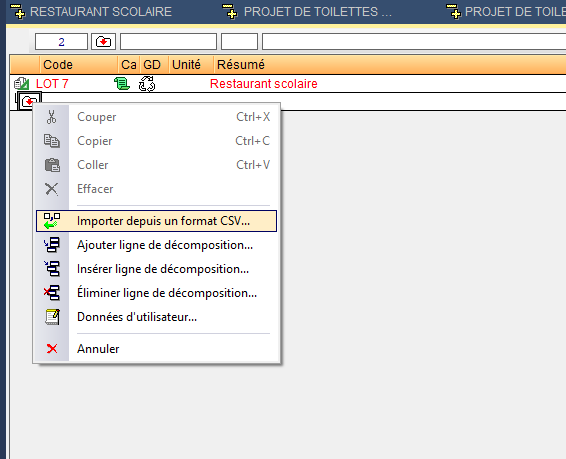 RESTAURANT SCOLAIRE PROJET DE TOILETTES ... PROJET DE TOILE
2
Code Ca GD Unité Résumé
LOT 7 Restaurant scolaire
Couper Ctrl+X
Copier Ctrl+C
Coller Ctrl+V
Effacer
Importer depuis un format CSV...
Ajouter ligne de décomposition...
Insérer ligne de décomposition...
Éliminer ligne de décomposition...
Données d'utilisateur...
Annuler